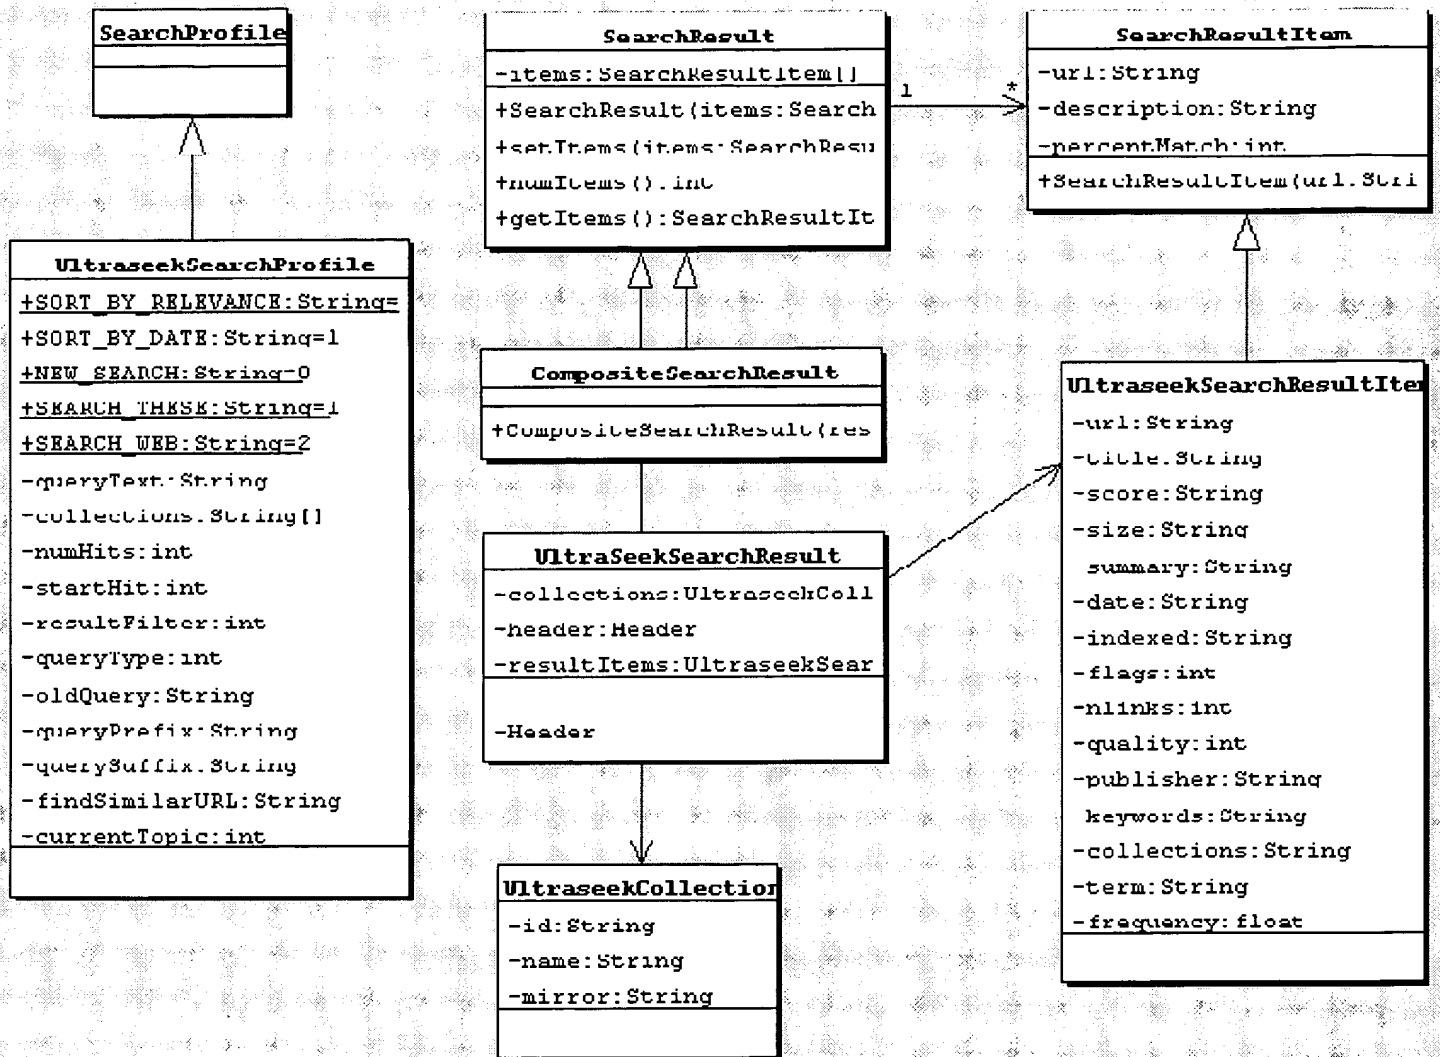 SearchProfile
UltraseekSearchProfile
+SORT_BY_RELEVANCE:String=
+SORT_BY_DATE:String=1
+NEW_SEARCH:String=0
+SEARCH_THESE:String=1
+SEARCH_WEB:String=2
-queryText:String
-collections:String[]
-numHits:int
-startHit:int
-resultFilter:int
-queryType:int
-oldQuery:String
-queryPrefix:String
-querySuffix:String
-findSimilarURL:String
-currentTopic:int
SearchResult
-items:SearchResultItem[]
+SearchResult(items:Search
+setItems(items:SearchResu
+numItems():int
+getItems():SearchResultIt
1
*
SearchResultItem
-url:String
-description:String
-percentMatch:int
+SearchResultItem(url:Stri
CompositeSearchResult
+CompositeSearchResult(res
UltraSeekSearchResult
-collections:UltraseekColl
-header:Header
-resultItems:UltraseekSear
-Header
UltraseekCollection
-id:String
-name:String
-mirror:String
UltraseekSearchResultIte
-url:String
-title:String
-score:String
-size:String
summary:String
-date:String
-indexed:String
-flags:int
-nlinks:int
-quality:int
-publisher:String
keywords:String
-collections:String
-term:String
-frequency:float